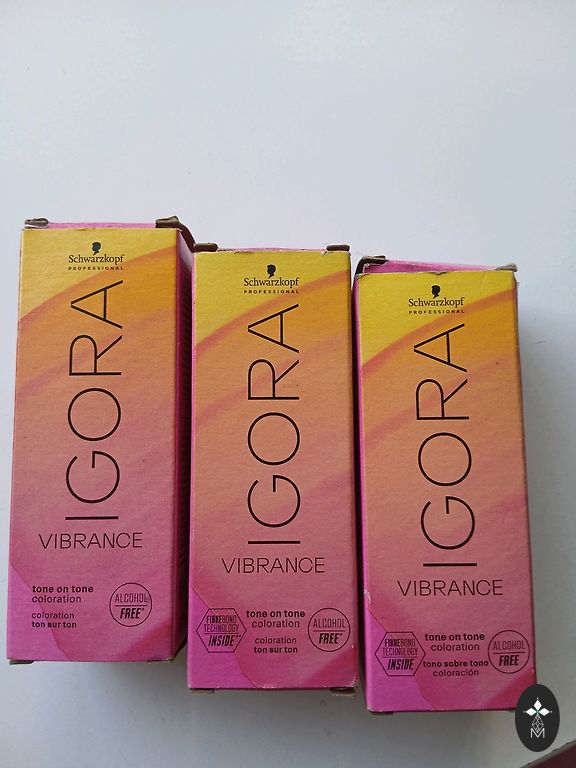 Schwarzkopf
PROFESSIONAL
IGORA
VIBRANCE
tone on tone
coloration
coloration
ton sur ton
ALCOHOL
FREE*
Schwarzkopf
PROFESSIONAL
IGORA
VIBRANCE
FIBREBOND
TECHNOLOGY
INSIDE**
tone on tone
coloration
coloration
ton sur ton
ALCOHOL
FREE*
Schwarzkopf
PROFESSIONAL
IGORA
VIBRANCE
FIBREBOND
TECHNOLOGY
INSIDE
tone on tone
coloration
tono sobre tono
coloración
ALCOHOL
FREE
M